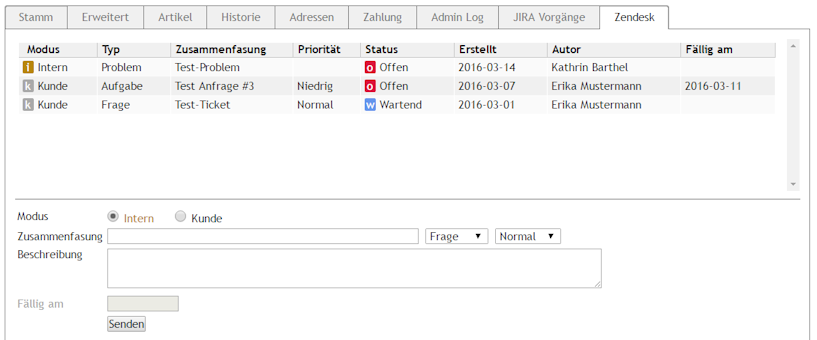 Stamm Erweitert Artikel Historie Adressen Zahlung Admin Log JIRA Vorgänge Zendesk
Modus Typ Zusammenfasung Priorität Status Erstellt Autor Fällig am
i Intern Problem Test-Problem o Offen 2016-03-14 Kathrin Barthel
k Kunde Aufgabe Test Anfrage #3 Niedrig o Offen 2016-03-07 Erika Mustermann 2016-03-11
k Kunde Frage Test-Ticket Normal w Wartend 2016-03-01 Erika Mustermann
Modus Intern Kunde
Zusammenfasung Frage Normal
Beschreibung
Fällig am
Senden